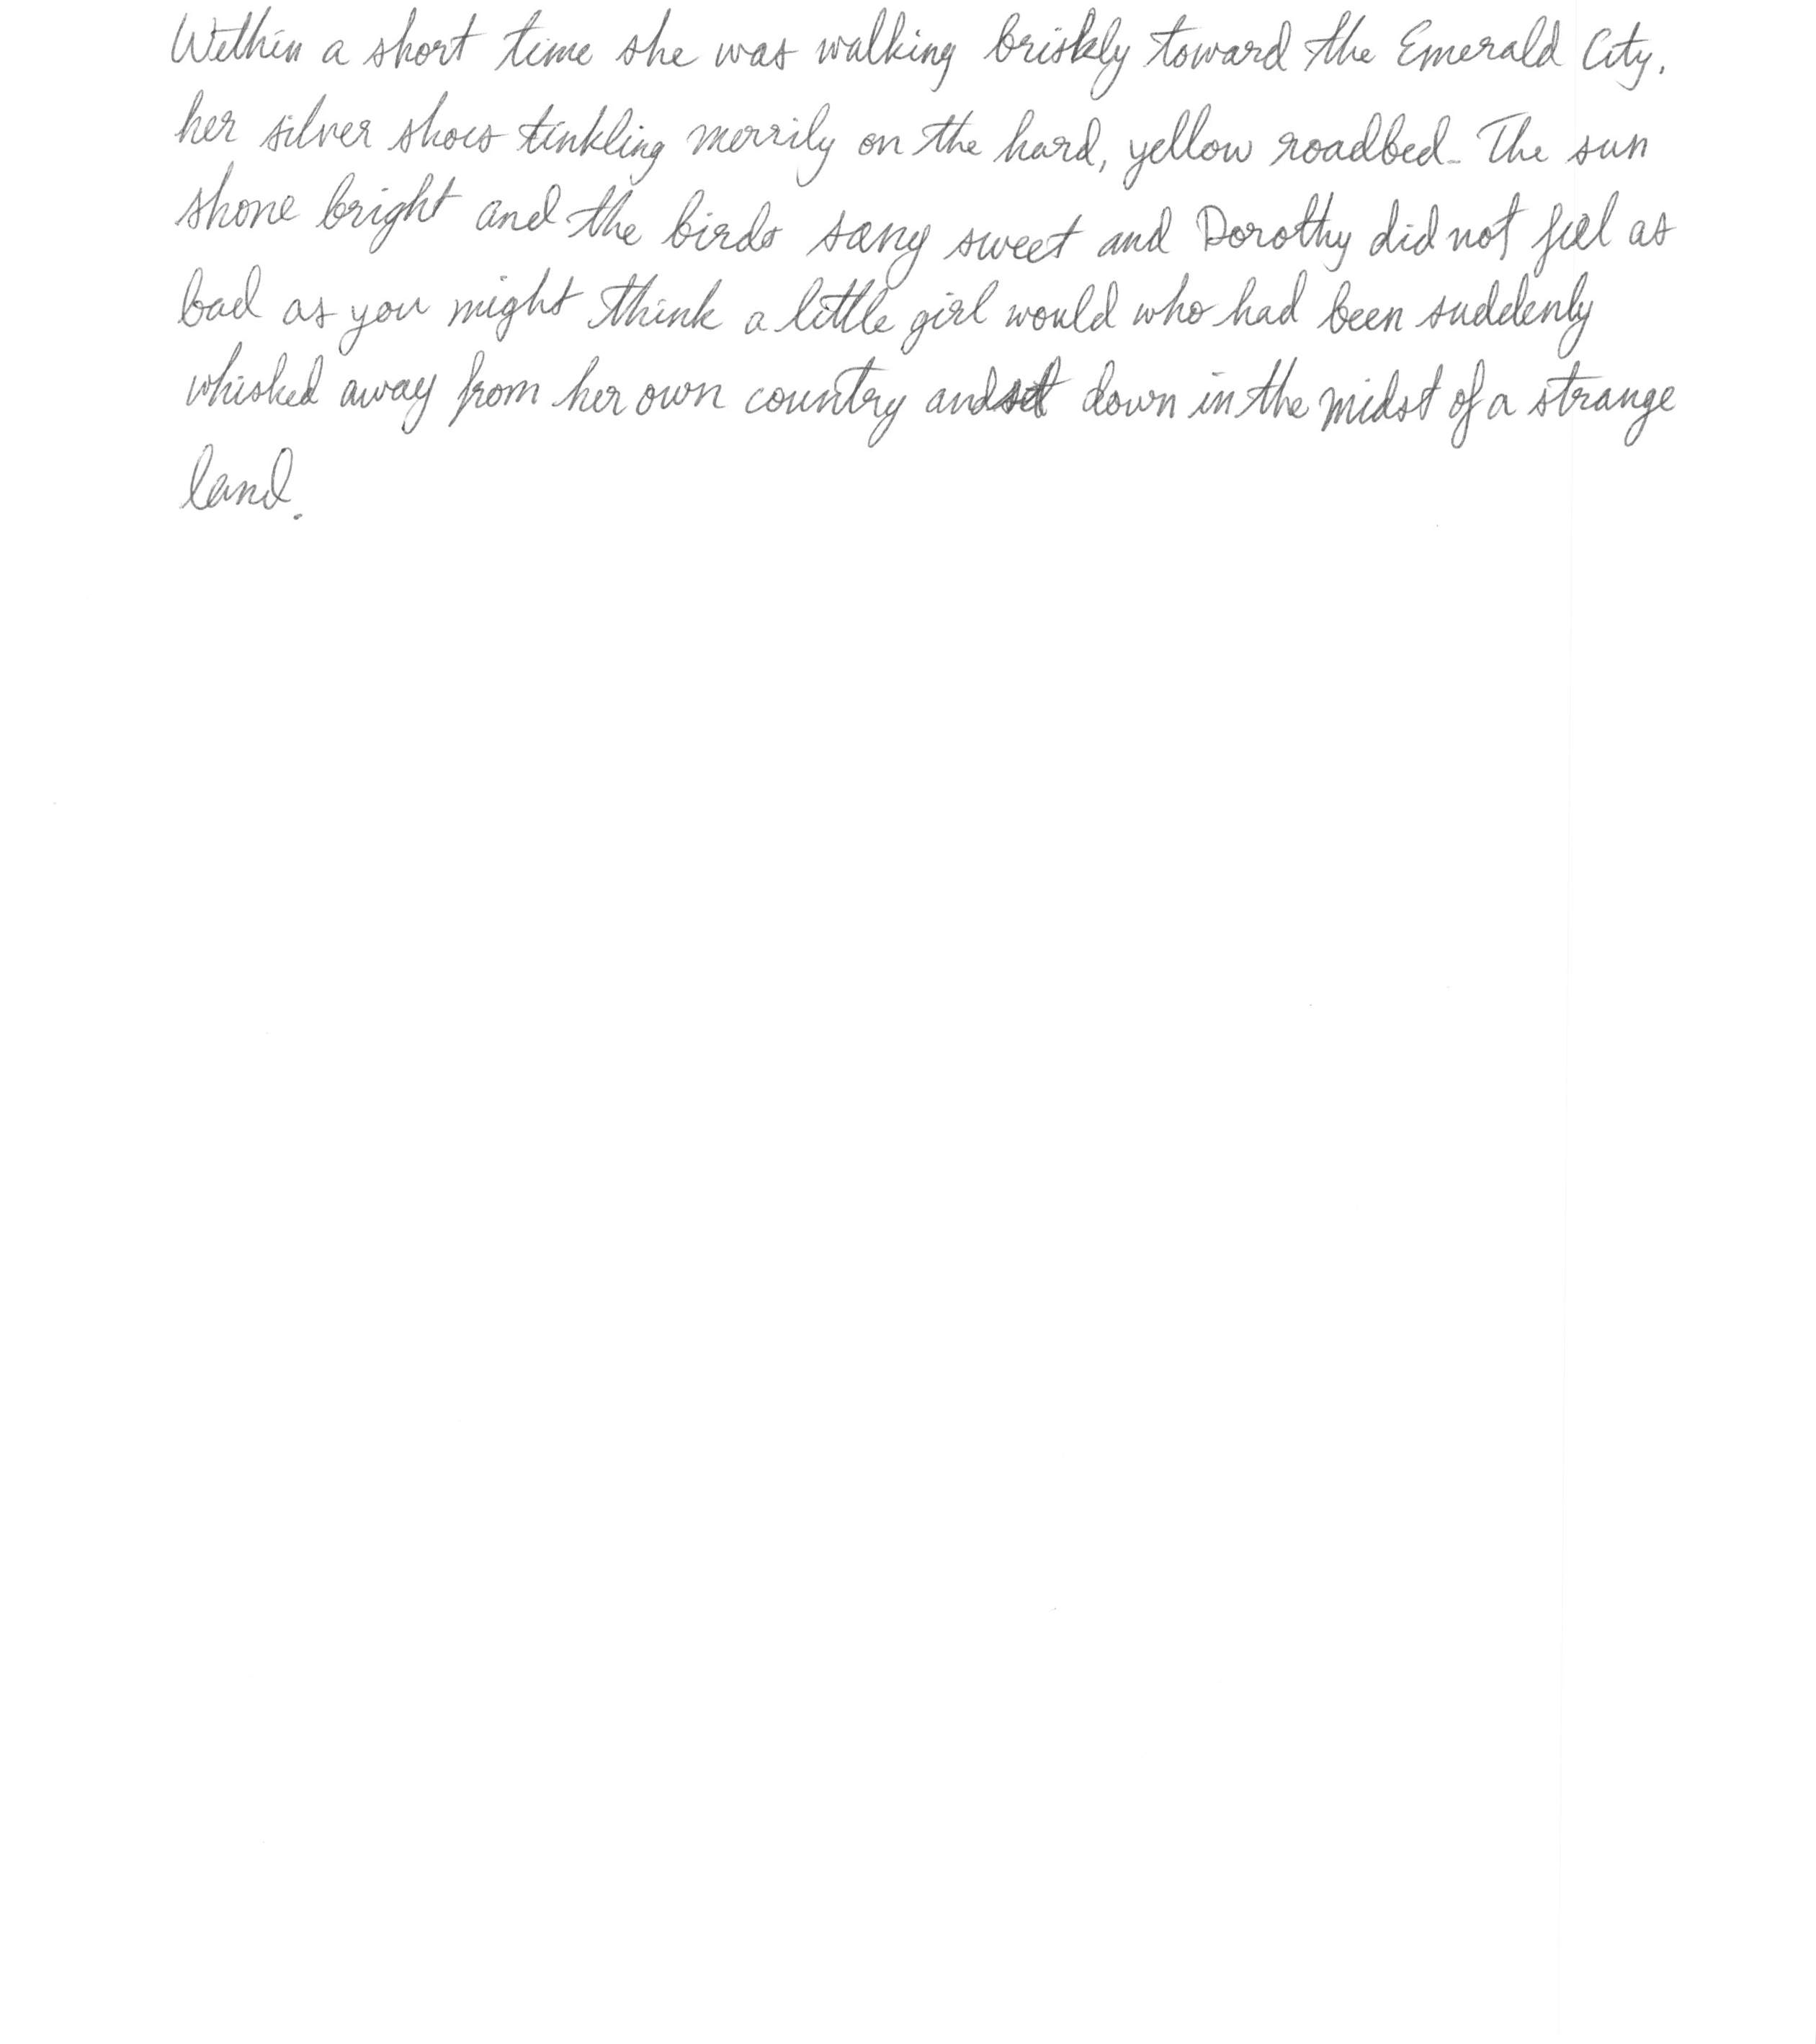 Within a short time she was walking briskly toward the Emerald City,
her silver shoes tinkling merrily on the hard, yellow roadbed. The sun
shone bright and the birds sang sweet and Dorothy did not feel as
bad as you might think a little girl would who had been suddenly
whisked away from her own country and set down in the midst of a strange
land.